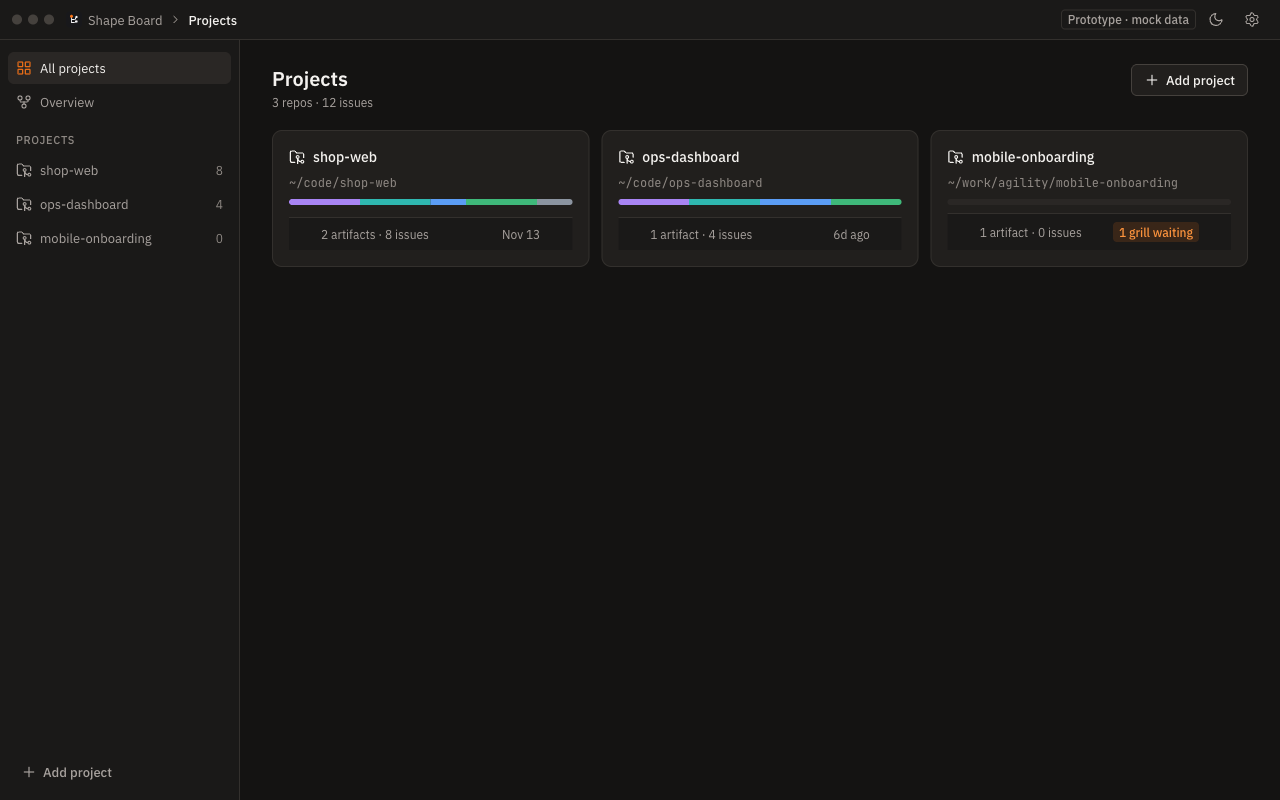 Shape Board > Projects
Prototype · mock data
All projects
Overview
PROJECTS
shop-web 8
ops-dashboard 4
mobile-onboarding 0
Add project
Projects
3 repos · 12 issues
Add project
shop-web
~/code/shop-web
2 artifacts · 8 issues Nov 13
ops-dashboard
~/code/ops-dashboard
1 artifact · 4 issues 6d ago
mobile-onboarding
~/work/agility/mobile-onboarding
1 artifact · 0 issues 1 grill waiting